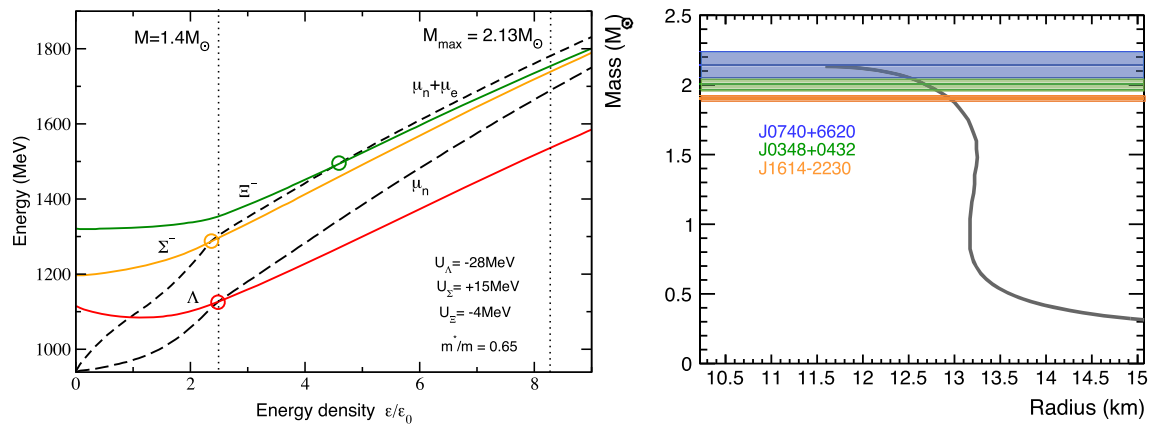 M=1.4M⊙
Mmax = 2.13M⊙
1800
1600
1400
1200
1000
Energy (MeV)
μn+μe
μn
Ξ−
Σ−
Λ
UΛ= -28MeV
UΣ= +15MeV
UΞ= -4MeV
m*/m = 0.65
0
2
4
6
8
Energy density ε/ε0
Mass (M⊙)
2.5
2
1.5
1
0.5
0
J0740+6620
J0348+0432
J1614-2230
10.5
11
11.5
12
12.5
13
13.5
14
14.5
15
Radius (km)